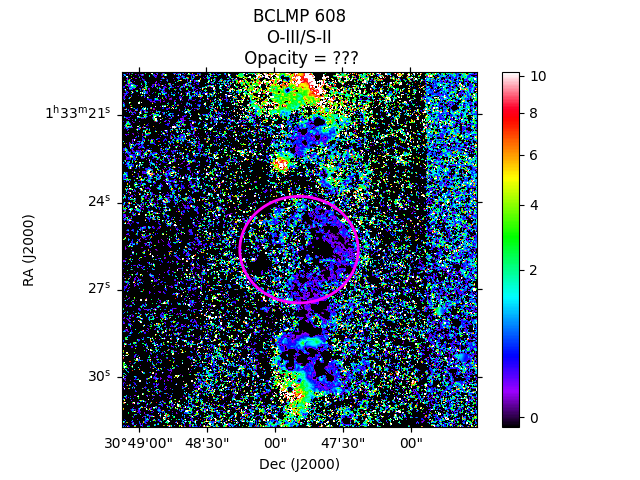 BCLMP 608
O-III/S-II
Opacity = ???
1ʰ33ᵐ21ˢ
24ˢ
27ˢ
30ˢ
RA (J2000)
30°49'00" 48'30" 00" 47'30" 00"
Dec (J2000)
10
8
6
4
2
0